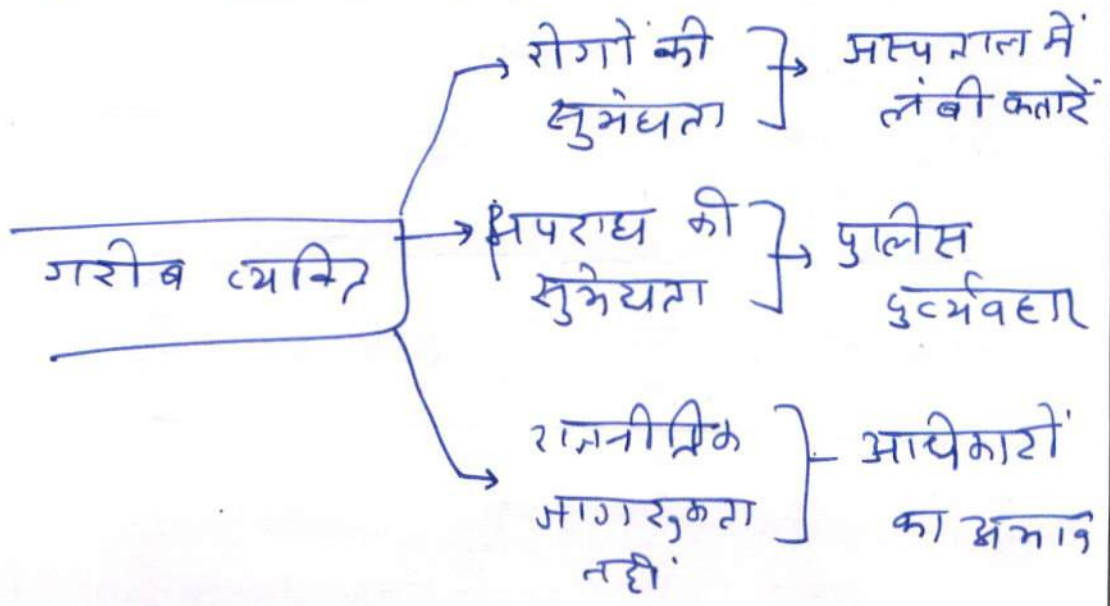 रोगों की
सुभेद्यता
अस्पताल में
लंबी कतारें
गरीब व्यक्ति
अपराध की
सुभेद्यता
पुलिस
दुर्व्यवहार
राजनीतिक
जागरुकता
नहीं
अधिकारों
का अभाव